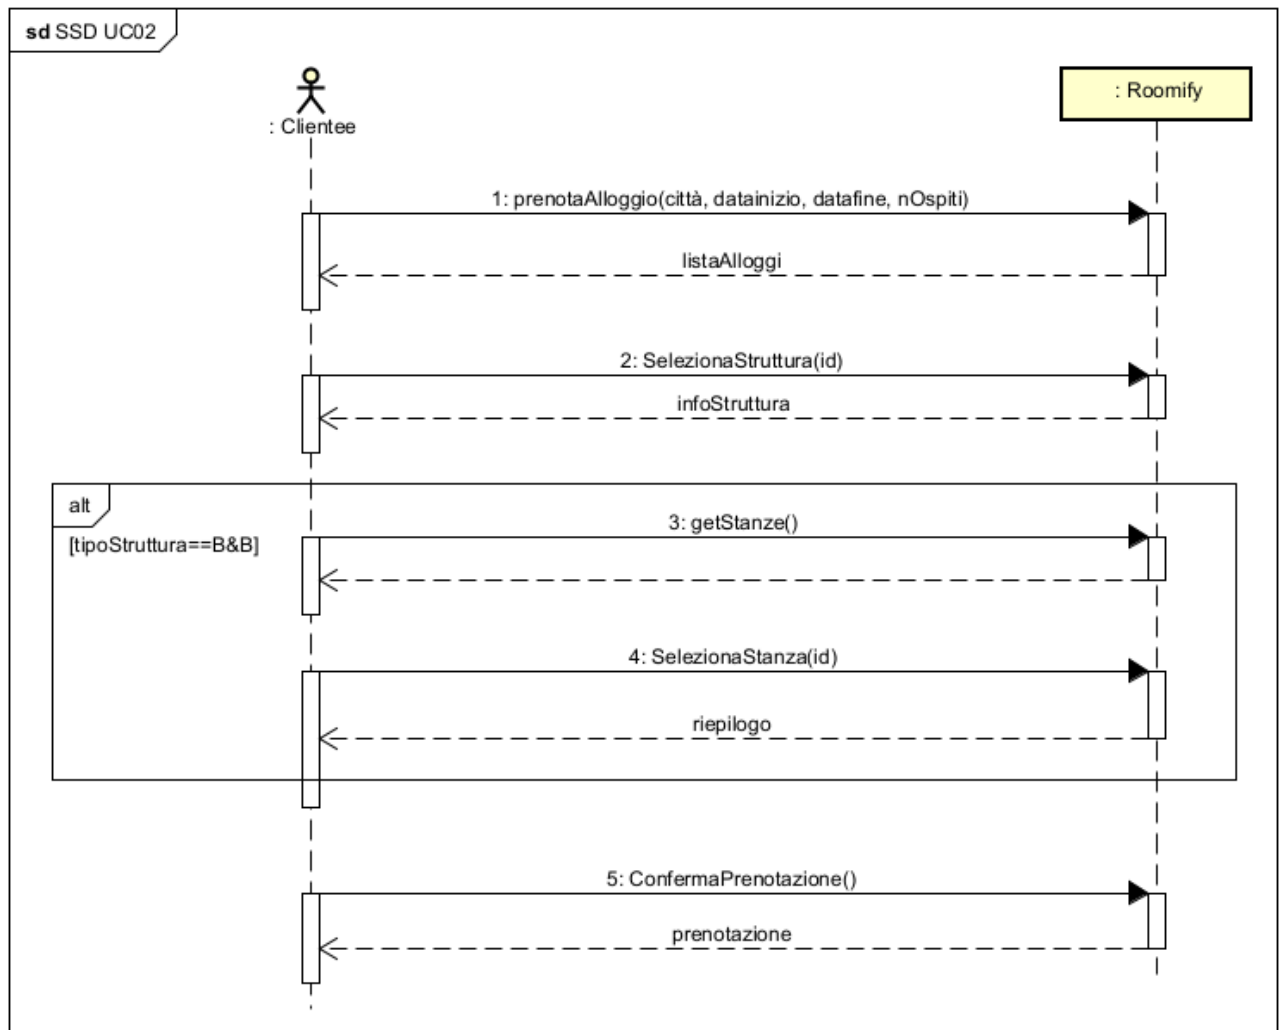 sd SSD UC02
: Clientee
: Roomify
1: prenotaAlloggio(città, datainizio, datafine, nOspiti)
listaAlloggi
2: SelezionaStruttura(id)
infoStruttura
alt
[tipoStruttura==B&B]
3: getStanze()
4: SelezionaStanza(id)
riepilogo
5: ConfermaPrenotazione()
prenotazione